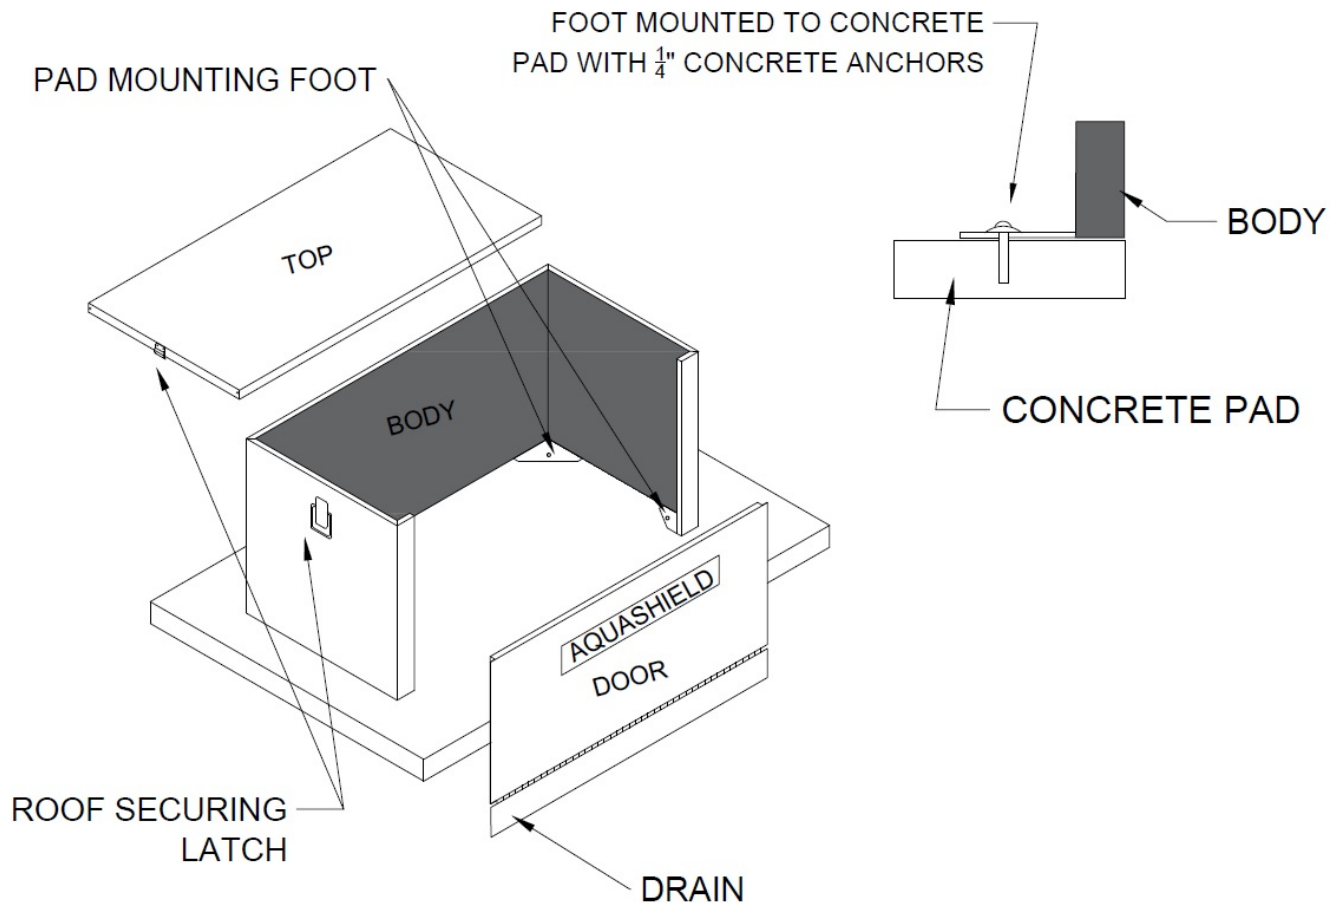 FOOT MOUNTED TO CONCRETE
PAD WITH 1/4" CONCRETE ANCHORS
PAD MOUNTING FOOT
TOP
BODY
BODY
CONCRETE PAD
AQUASHIELD
DOOR
ROOF SECURING
LATCH
DRAIN